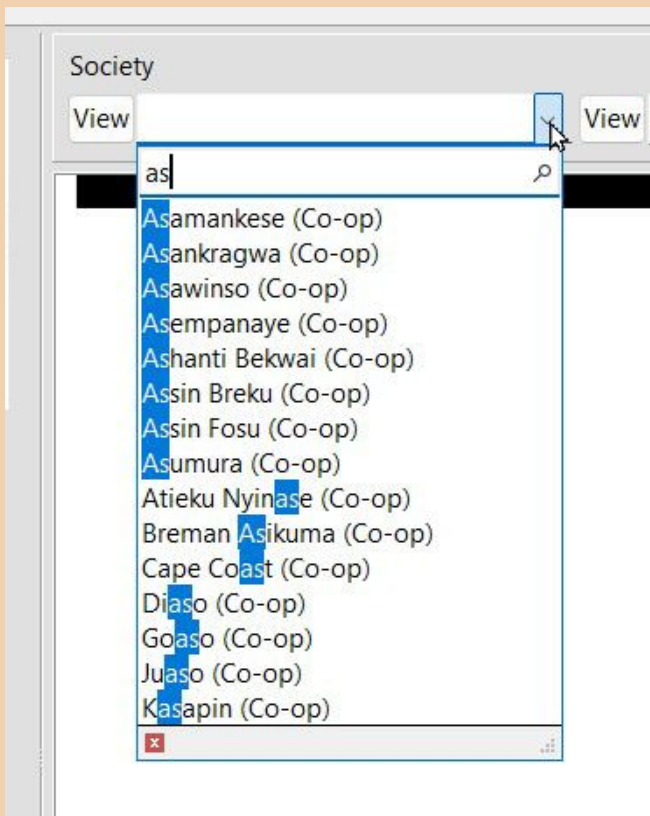 Society
View
View
as
Asamankese (Co-op)
Asankragwa (Co-op)
Asawinso (Co-op)
Asempanaye (Co-op)
Ashanti Bekwai (Co-op)
Assin Breku (Co-op)
Assin Fosu (Co-op)
Asumura (Co-op)
Atieku Nyinase (Co-op)
Breman Asikuma (Co-op)
Cape Coast (Co-op)
Diaso (Co-op)
Goaso (Co-op)
Juaso (Co-op)
Kasapin (Co-op)